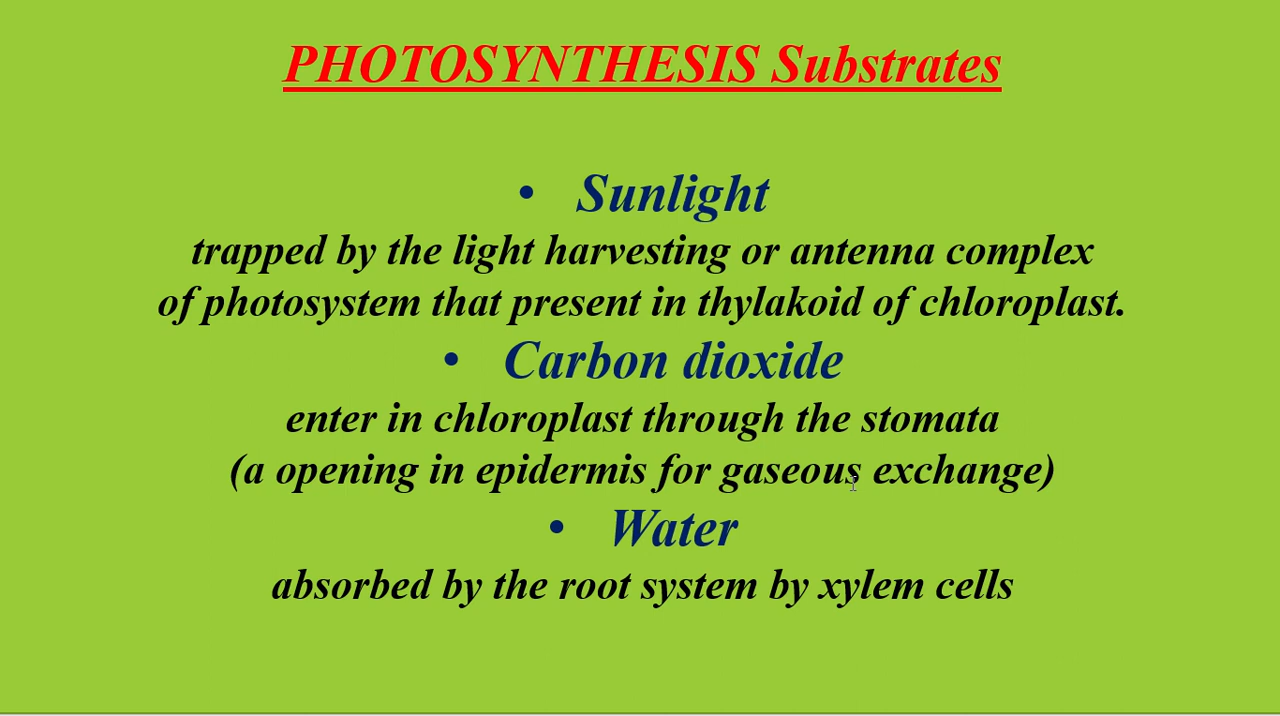 PHOTOSYNTHESIS Substrates
• Sunlight
trapped by the light harvesting or antenna complex
of photosystem that present in thylakoid of chloroplast.
• Carbon dioxide
enter in chloroplast through the stomata
(a opening in epidermis for gaseous exchange)
• Water
absorbed by the root system by xylem cells